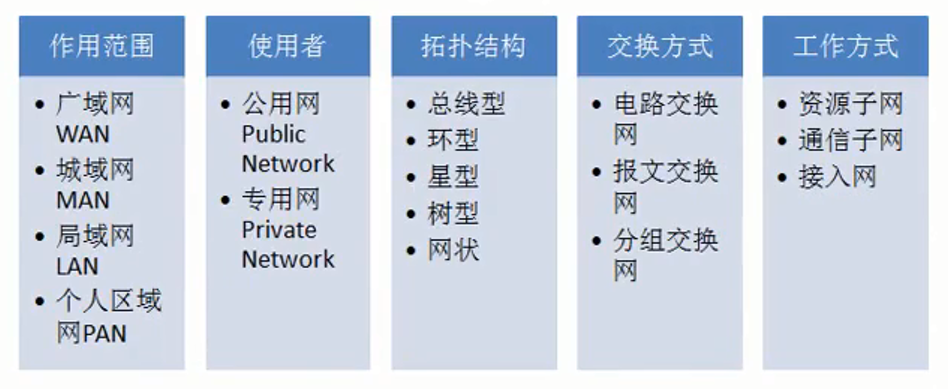 作用范围
• 广域网
WAN
• 城域网
MAN
• 局域网
LAN
• 个人区域
网PAN
使用者
• 公用网
Public
Network
• 专用网
Private
Network
拓扑结构
• 总线型
• 环型
• 星型
• 树型
• 网状
交换方式
• 电路交换
网
• 报文交换
网
• 分组交换
网
工作方式
• 资源子网
• 通信子网
• 接入网